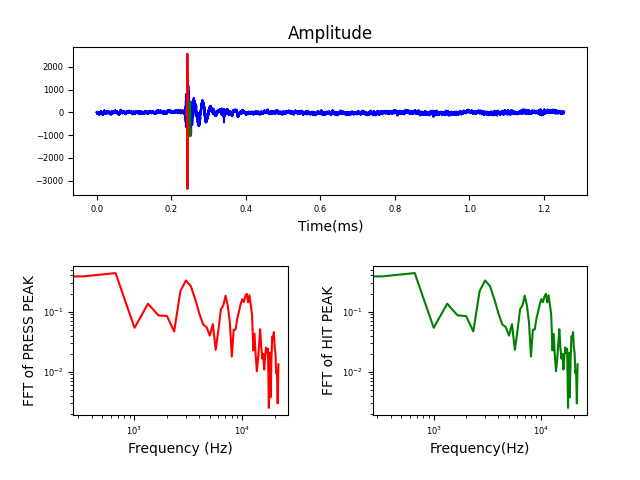 Amplitude
2000
1000
0
−1000
−2000
−3000
0.0 0.2 0.4 0.6 0.8 1.0 1.2
Time(ms)
FFT of PRESS PEAK
10⁻¹
10⁻²
10³ 10⁴
Frequency (Hz)
FFT of HIT PEAK
10⁻¹
10⁻²
10³ 10⁴
Frequency(Hz)